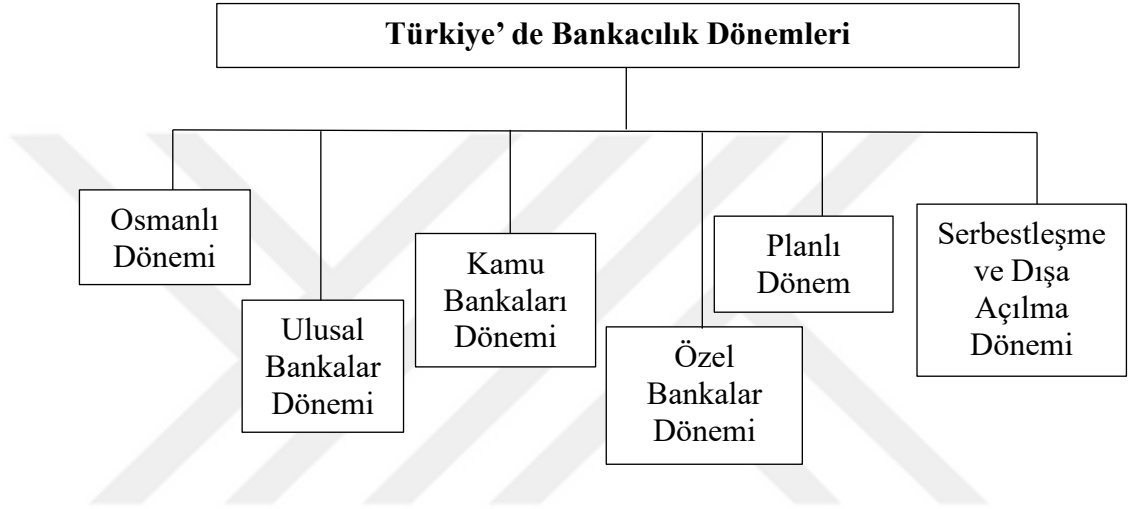 Türkiye’ de Bankacılık Dönemleri
Osmanlı
Dönemi
Ulusal
Bankalar
Dönemi
Kamu
Bankaları
Dönemi
Özel
Bankalar
Dönemi
Planlı
Dönem
Serbestleşme
ve Dışa
Açılma
Dönemi